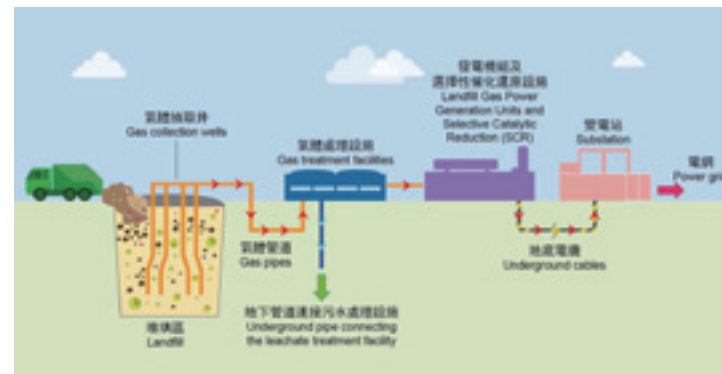 氣體抽取井
Gas collection wells
氣體處理設施
Gas treatment facilities
發電機組及
選擇性催化還原設施
Landfill Gas Power
Generation Units and
Selective Catalytic
Reduction (SCR)
變電站
Substation
電網
Power grid
氣體管道
Gas pipes
地底電纜
Underground cables
堆填區
Landfill
地下管道連接污水處理設施
Underground pipe connecting
the leachate treatment facility